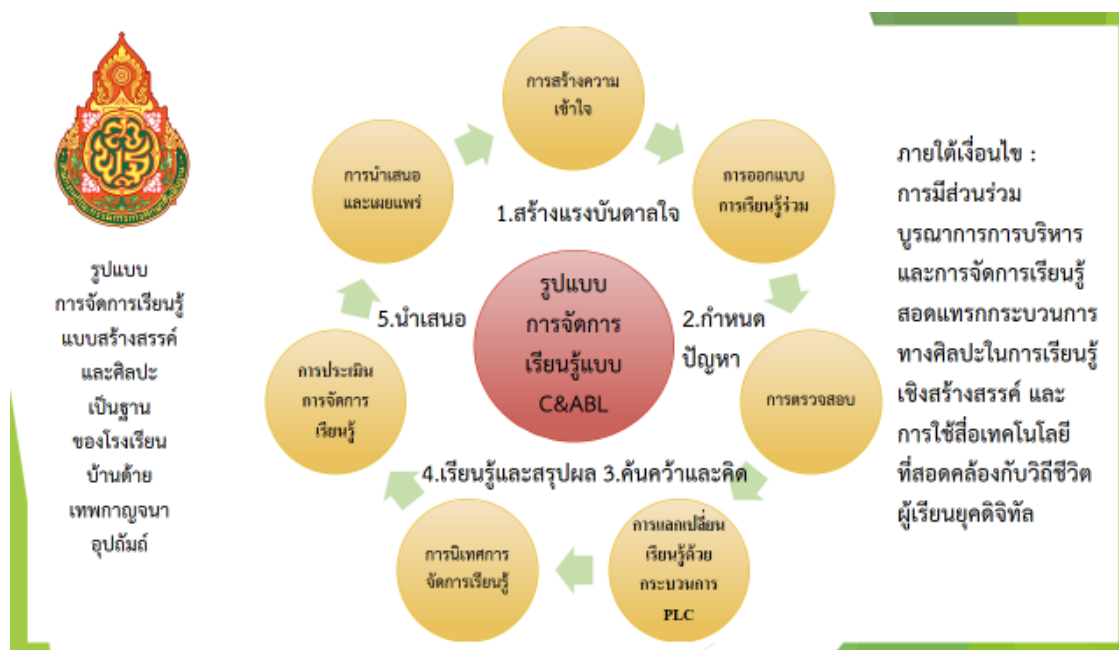 รูปแบบ
การจัดการเรียนรู้
แบบสร้างสรรค์
และศิลปะ
เป็นฐาน
ของโรงเรียน
บ้านด้าย
เทพกาญจนา
อุปถัมถ์
การสร้างความ
เข้าใจ
การออกแบบ
การเรียนรู้ร่วม
การตรวจสอบ
การแลกเปลี่ยน
เรียนรู้ด้วย
กระบวนการ
PLC
การนิเทศการ
จัดการเรียนรู้
การประเมิน
การจัดการ
เรียนรู้
การนำเสนอ
และเผยแพร่
1.สร้างแรงบันดาลใจ
2.กำหนด
ปัญหา
3.ค้นคว้าและคิด
4.เรียนรู้และสรุปผล
5.นำเสนอ
รูปแบบ
การจัดการ
เรียนรู้แบบ
C&ABL
ภายใต้เงื่อนไข :
การมีส่วนร่วม
บูรณาการการบริหาร
และการจัดการเรียนรู้
สอดแทรกกระบวนการ
ทางศิลปะในการเรียนรู้
เชิงสร้างสรรค์ และ
การใช้สื่อเทคโนโลยี
ที่สอดคล้องกับวิถีชีวิต
ผู้เรียนยุคดิจิทัล